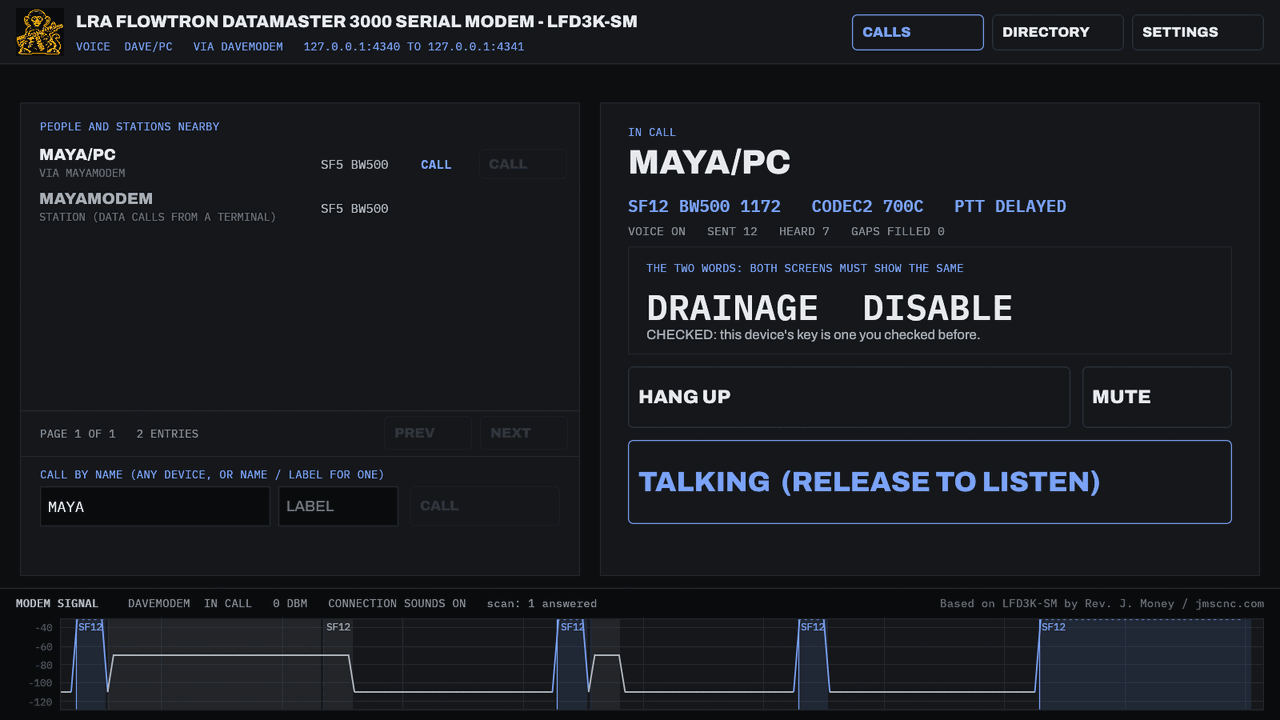 LRA FLOWTRON DATAMASTER 3000 SERIAL MODEM - LFD3K-SM
VOICE DAVE/PC VIA DAVEMODEM 127.0.0.1:4340 TO 127.0.0.1:4341
CALLS
DIRECTORY
SETTINGS
PEOPLE AND STATIONS NEARBY
MAYA/PC
VIA MAYAMODEM
SF5 BW500
CALL
CALL
MAYAMODEM
STATION (DATA CALLS FROM A TERMINAL)
SF5 BW500
PAGE 1 OF 1 2 ENTRIES
PREV
NEXT
CALL BY NAME (ANY DEVICE, OR NAME / LABEL FOR ONE)
MAYA
LABEL
CALL
IN CALL
MAYA/PC
SF12 BW500 1172 CODEC2 700C PTT DELAYED
VOICE ON SENT 12 HEARD 7 GAPS FILLED 0
THE TWO WORDS: BOTH SCREENS MUST SHOW THE SAME
DRAINAGE DISABLE
CHECKED: this device's key is one you checked before.
HANG UP
MUTE
TALKING (RELEASE TO LISTEN)
MODEM SIGNAL DAVEMODEM IN CALL 0 DBM CONNECTION SOUNDS ON scan: 1 answered
Based on LFD3K-SM by Rev. J. Money / jmscnc.com
SF12 SF12 SF12 SF12 SF12
-40
-60
-80
-100
-120